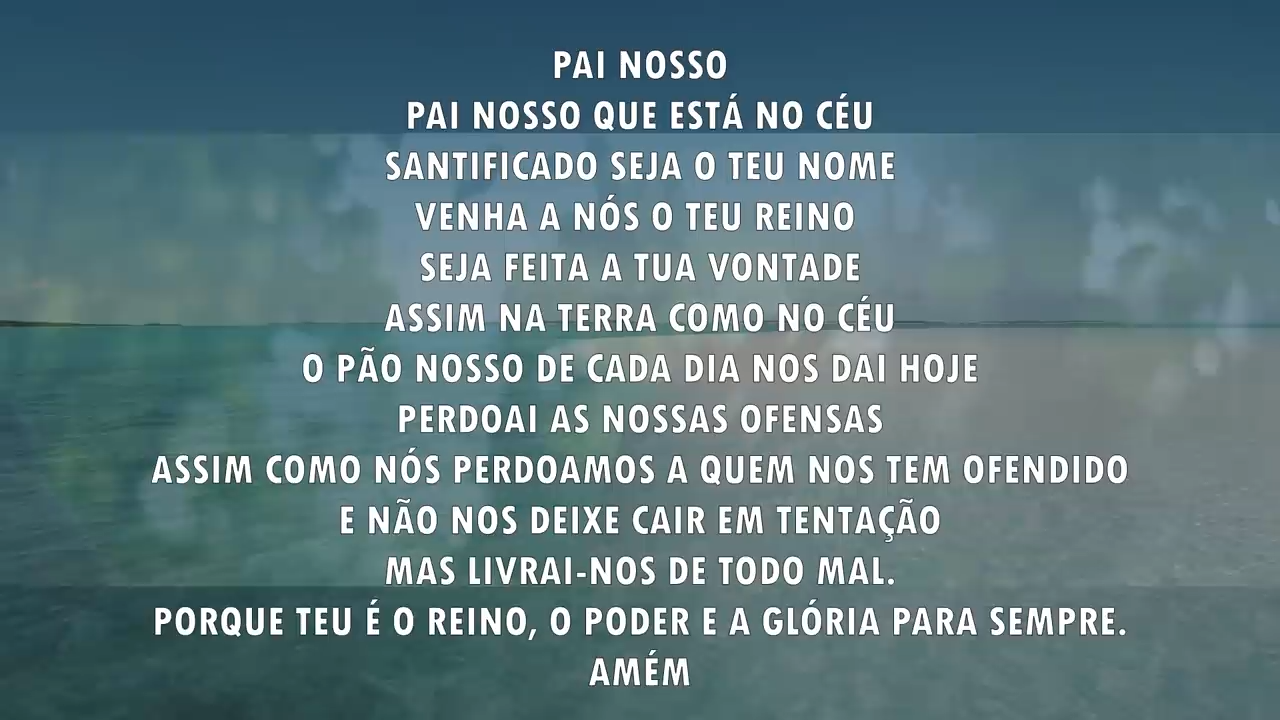 PAI NOSSO
PAI NOSSO QUE ESTÁ NO CÉU
SANTIFICADO SEJA O TEU NOME
VENHA A NÓS O TEU REINO
SEJA FEITA A TUA VONTADE
ASSIM NA TERRA COMO NO CÉU
O PÃO NOSSO DE CADA DIA NOS DAI HOJE
PERDOAI AS NOSSAS OFENSAS
ASSIM COMO NÓS PERDOAMOS A QUEM NOS TEM OFENDIDO
E NÃO NOS DEIXE CAIR EM TENTAÇÃO
MAS LIVRAI-NOS DE TODO MAL.
PORQUE TEU É O REINO, O PODER E A GLÓRIA PARA SEMPRE.
AMÉM